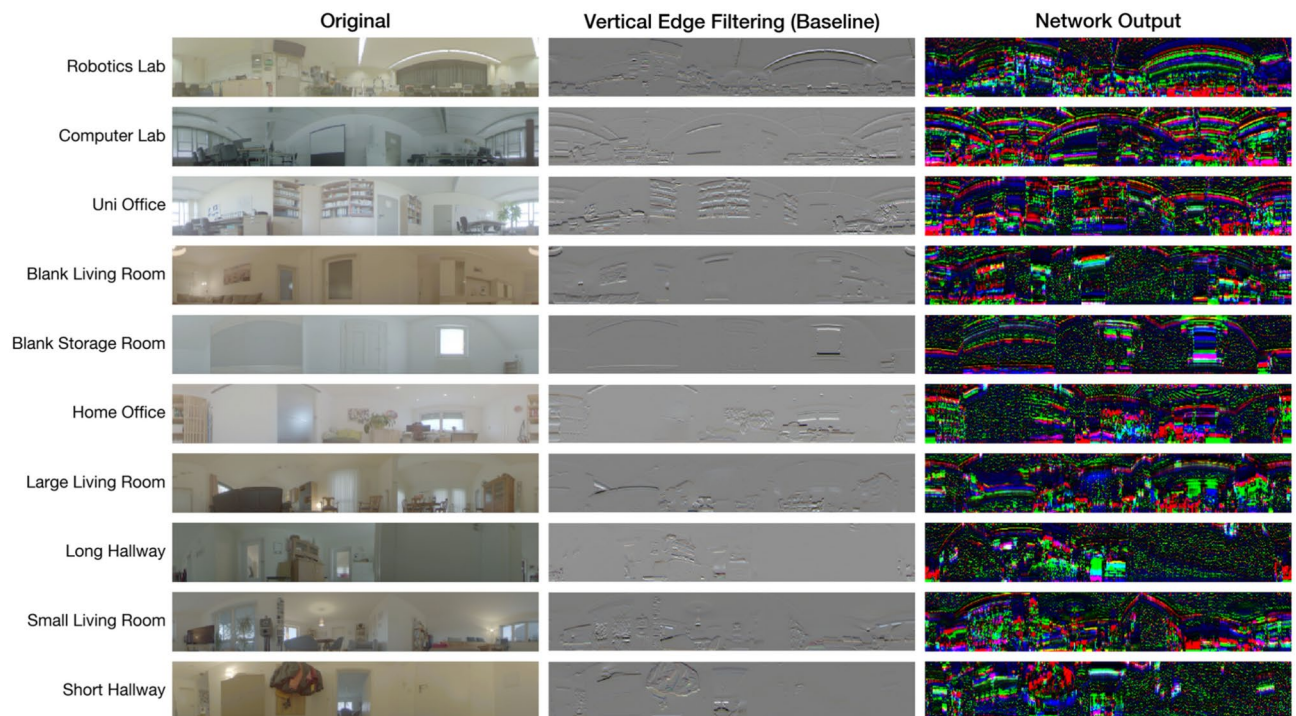 Original Vertical Edge Filtering (Baseline) Network Output
Robotics Lab
Computer Lab
Uni Office
Blank Living Room
Blank Storage Room
Home Office
Large Living Room
Long Hallway
Small Living Room
Short Hallway